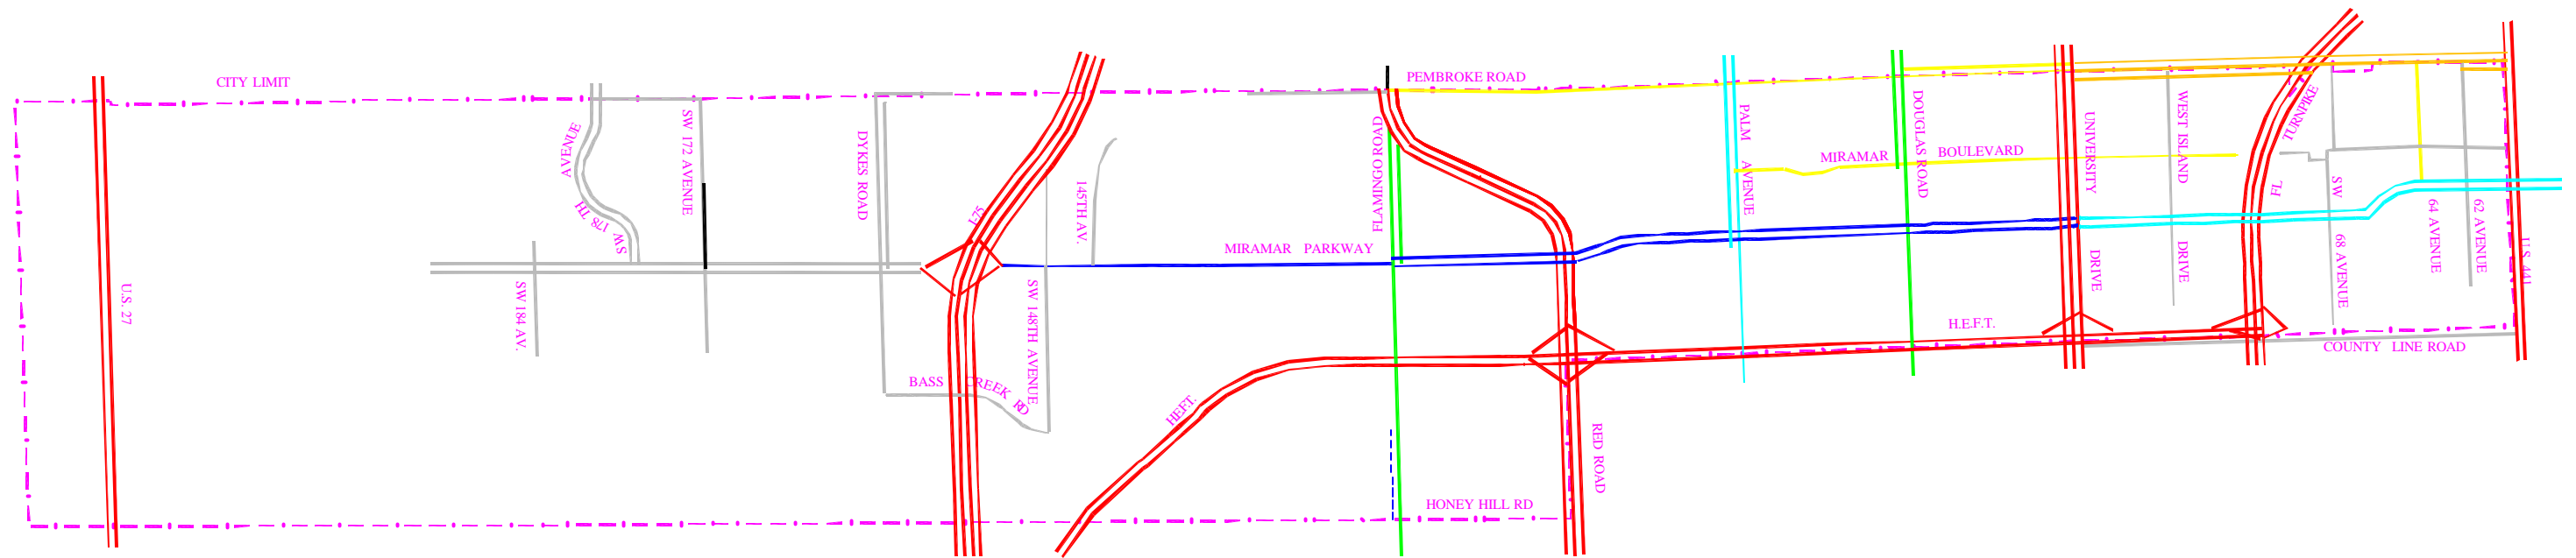 CITY LIMIT
PEMBROKE ROAD
AVENUE
SW 178 TH
SW 172 AVENUE
DYKES ROAD
I-75
145TH AV.
FLAMINGO ROAD
PALM AVENUE
DOUGLAS ROAD
MIRAMAR BOULEVARD
UNIVERSITY DRIVE
WEST ISLAND DRIVE
FL TURNPIKE
SW 68 AVENUE
64 AVENUE
62 AVENUE
U.S. 441
U.S. 27
SW 184 AV.
MIRAMAR PARKWAY
SW 148TH AVENUE
BASS CREEK RD
H.E.F.T.
H.E.F.T.
COUNTY LINE ROAD
RED ROAD
HONEY HILL RD